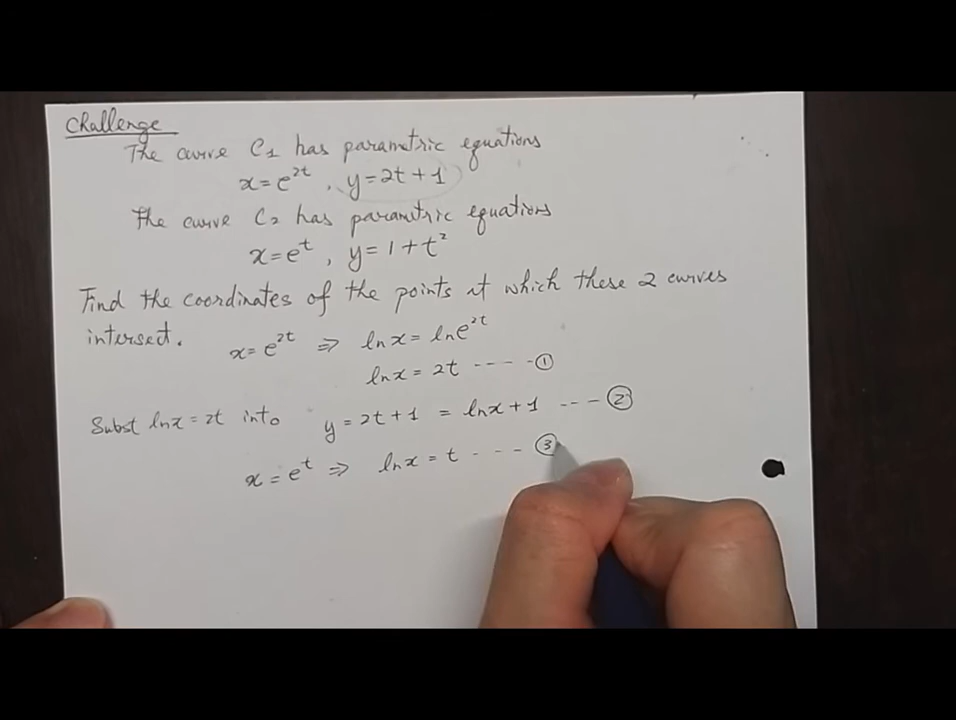 Challenge
The curve C₁ has parametric equations
x = e^{2t} , y = 2t + 1
The curve C₂ has parametric equations
x = e^t , y = 1 + t²
Find the coordinates of the points at which these 2 curves
intersect. x = e^{2t} ⇒ ln x = ln e^{2t}
ln x = 2t ----- ①
Subst ln x = 2t into y = 2t + 1 = ln x + 1 --- ②
x = e^t ⇒ ln x = t - - - - ③